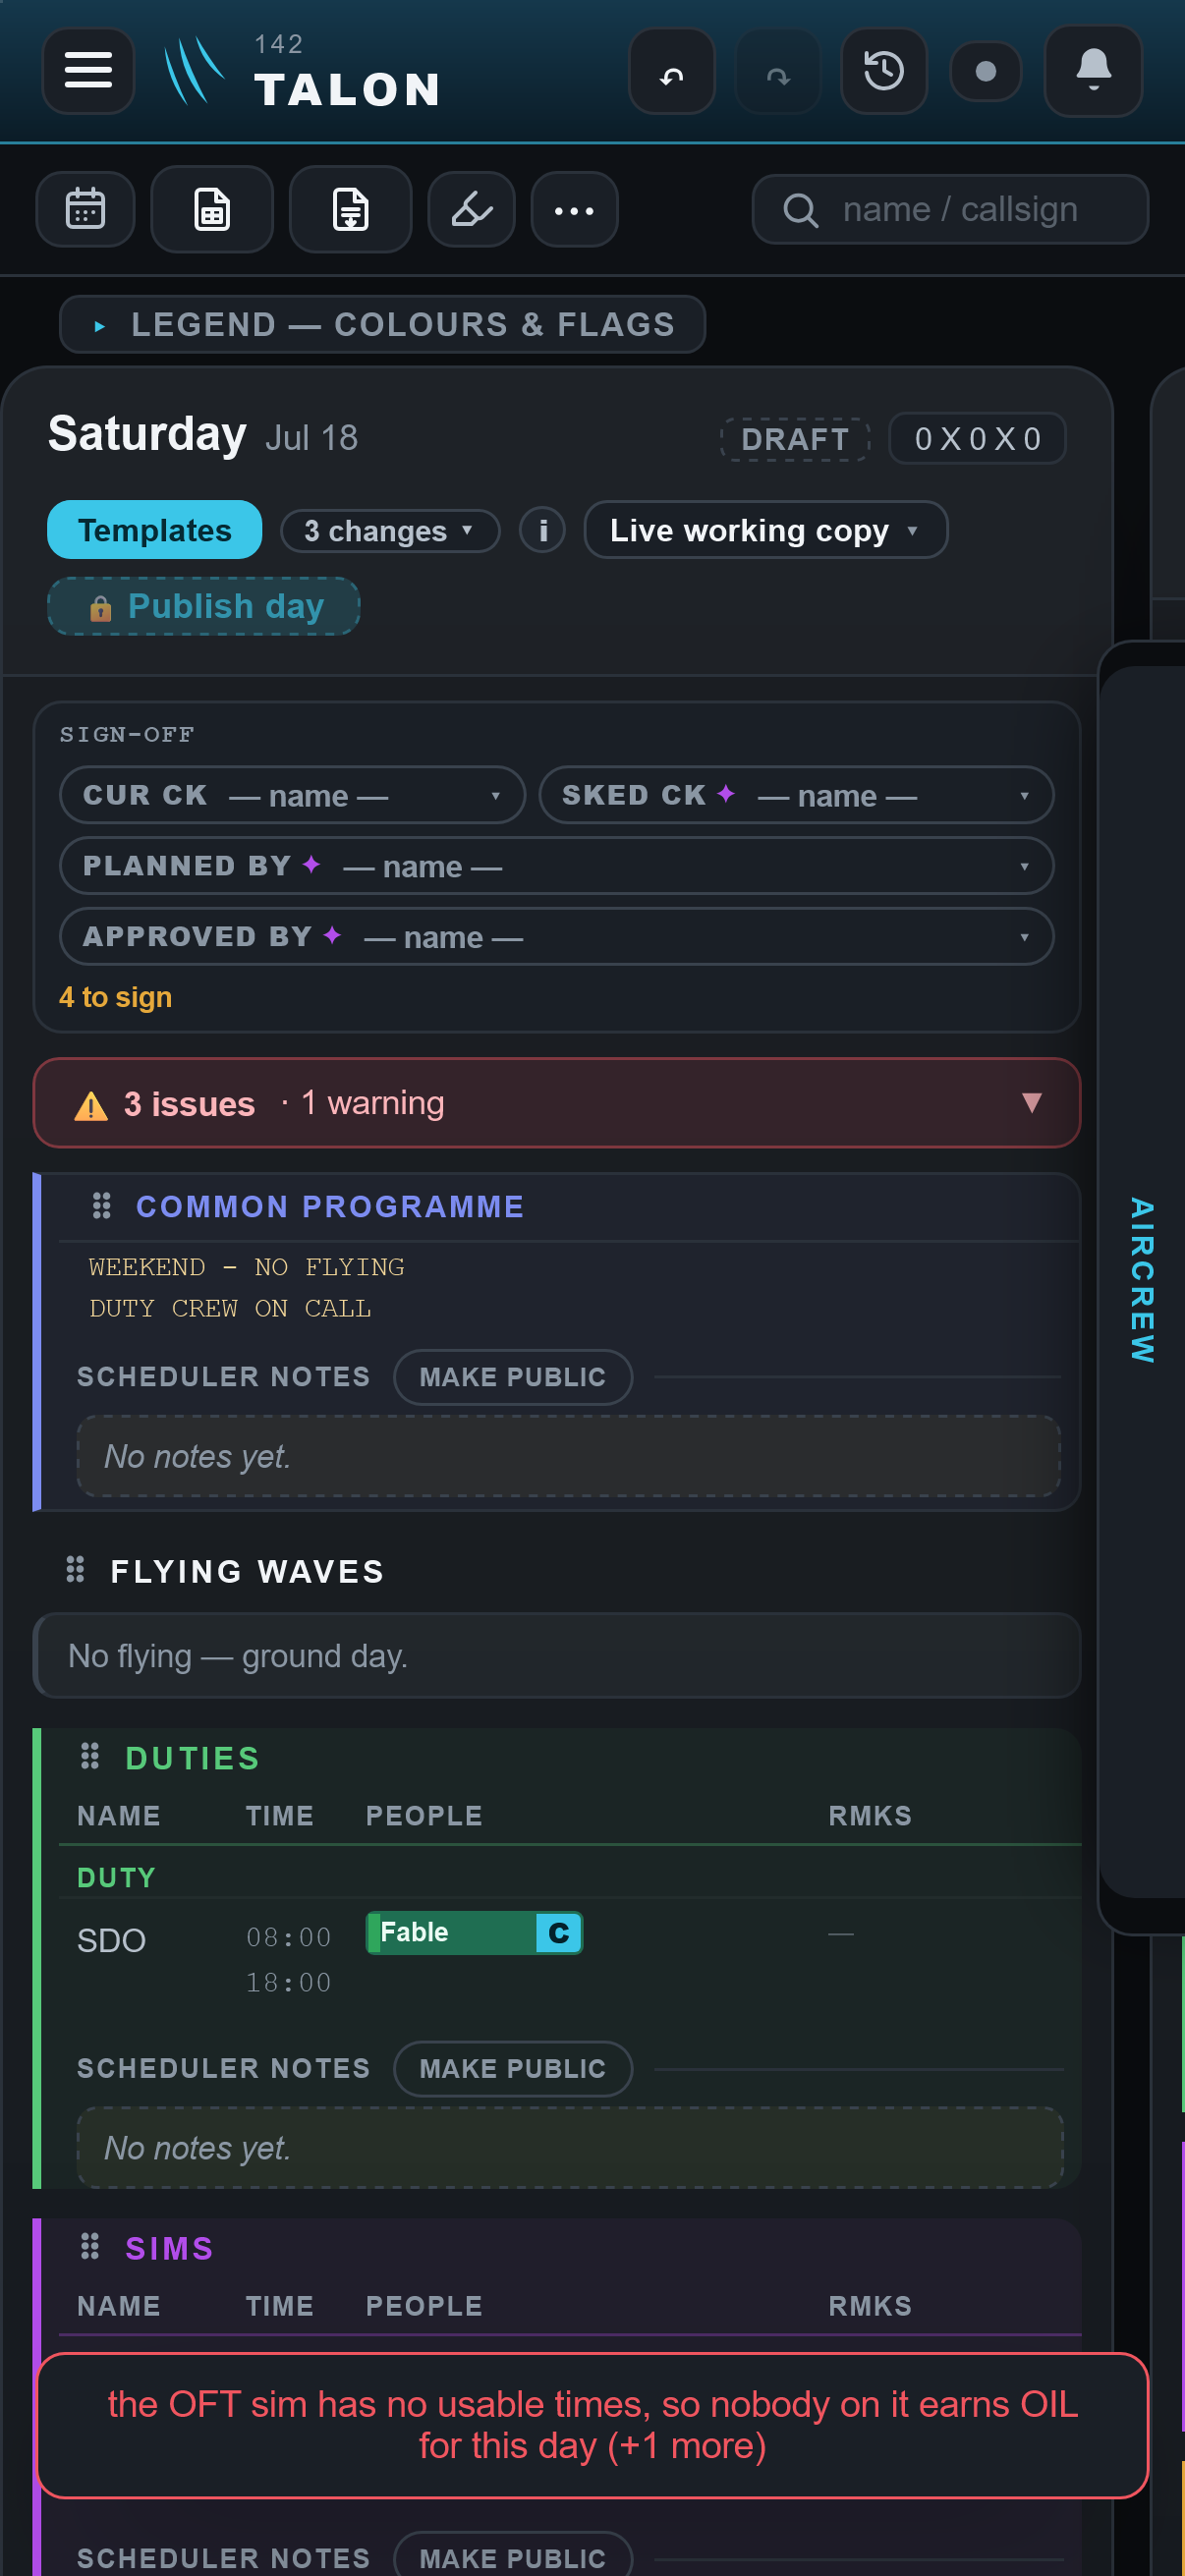 142
TALON
name / callsign
LEGEND — COLOURS & FLAGS
Saturday Jul 18
DRAFT
0 X 0 X 0
Templates
3 changes
i
Live working copy
Publish day
SIGN-OFF
CUR CK — name —
SKED CK — name —
PLANNED BY — name —
APPROVED BY — name —
4 to sign
3 issues · 1 warning
COMMON PROGRAMME
WEEKEND – NO FLYING
DUTY CREW ON CALL
SCHEDULER NOTES MAKE PUBLIC
No notes yet.
AIRCREW
FLYING WAVES
No flying — ground day.
DUTIES
NAME TIME PEOPLE RMKS
DUTY
SDO 08:00 Fable C —
18:00
SCHEDULER NOTES MAKE PUBLIC
No notes yet.
SIMS
NAME TIME PEOPLE RMKS
the OFT sim has no usable times, so nobody on it earns OIL
for this day (+1 more)
SCHEDULER NOTES MAKE PUBLIC